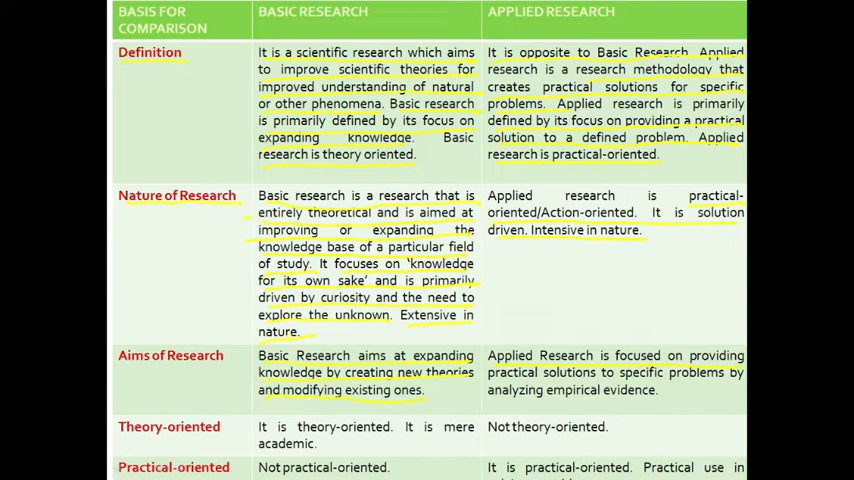 BASIS FOR COMPARISON BASIC RESEARCH APPLIED RESEARCH
Definition
It is a scientific research which aims
to improve scientific theories for
improved understanding of natural
or other phenomena. Basic research
is primarily defined by its focus on
expanding knowledge. Basic
research is theory oriented.
It is opposite to Basic Research. Applied
research is a research methodology that
creates practical solutions for specific
problems. Applied research is primarily
defined by its focus on providing a practical
solution to a defined problem. Applied
research is practical-oriented.
Nature of Research
Basic research is a research that is
entirely theoretical and is aimed at
improving or expanding the
knowledge base of a particular field
of study. It focuses on ‘knowledge
for its own sake’ and is primarily
driven by curiosity and the need to
explore the unknown. Extensive in
nature.
Applied research is practical-
oriented/Action-oriented. It is solution
driven. Intensive in nature.
Aims of Research
Basic Research aims at expanding
knowledge by creating new theories
and modifying existing ones.
Applied Research is focused on providing
practical solutions to specific problems by
analyzing empirical evidence.
Theory-oriented
It is theory-oriented. It is mere
academic.
Not theory-oriented.
Practical-oriented
Not practical-oriented.
It is practical-oriented. Practical use in